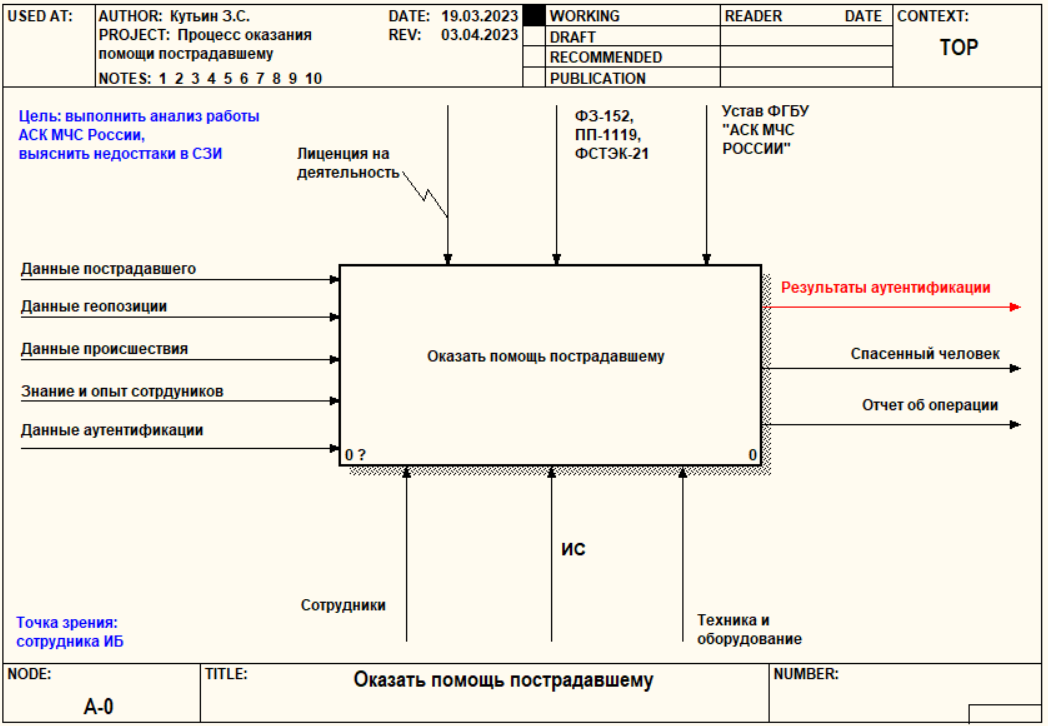 USED AT:
AUTHOR: Кутьин З.С.
DATE: 19.03.2023
WORKING
READER
DATE
CONTEXT:
PROJECT: Процесс оказания
помощи пострадавшему
REV: 03.04.2023
DRAFT
RECOMMENDED
TOP
NOTES: 1 2 3 4 5 6 7 8 9 10
PUBLICATION
Цель: выполнить анализ работы
АСК МЧС России,
выяснить недосттаки в СЗИ
Лиценция на
деятельность
ФЗ-152,
ПП-1119,
ФСТЭК-21
Устав ФГБУ
"АСК МЧС
РОССИИ"
Данные пострадавшего
Данные геопозиции
Данные происшествия
Знание и опыт сотрдуников
Данные аутентификации
Оказать помощь пострадавшему
0 ?
0
Результаты аутентификации
Спасенный человек
Отчет об операции
ИС
Сотрудники
Техника и
оборудование
Точка зрения:
сотрудника ИБ
NODE:
A-0
TITLE:
Оказать помощь пострадавшему
NUMBER: